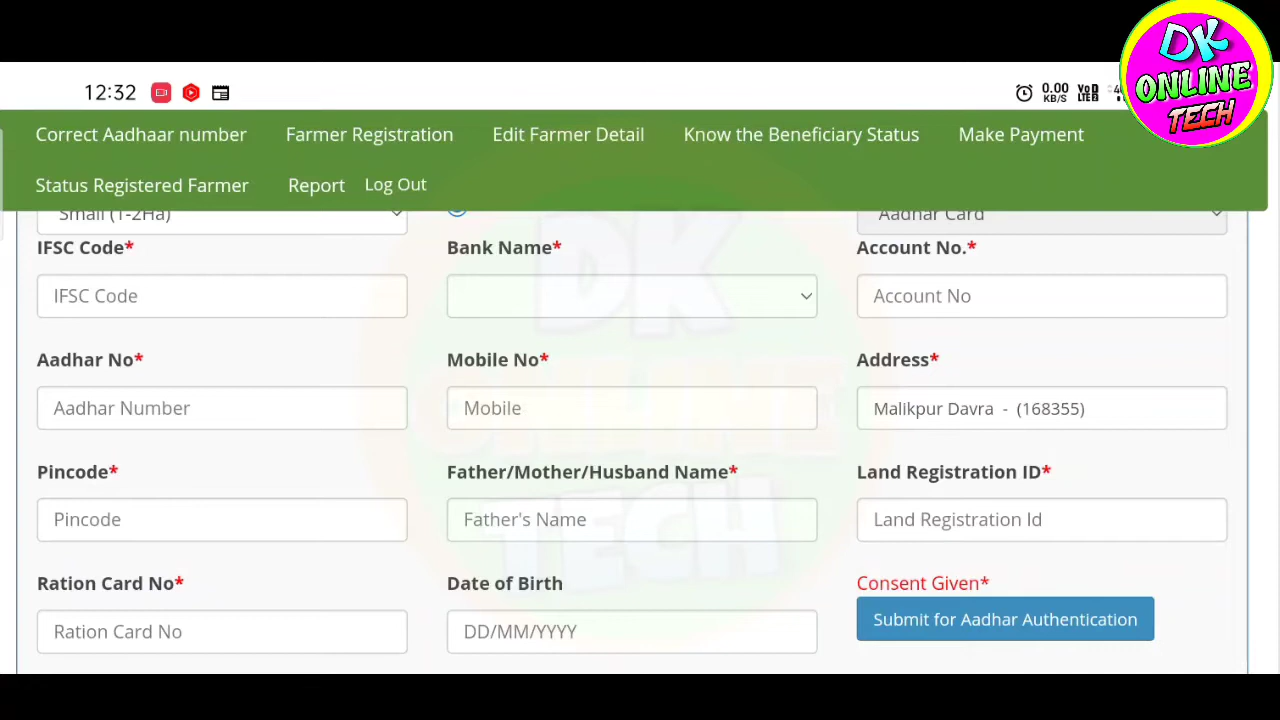 DK
ONLINE
TECH
12:32
0.00
KB/S
Correct Aadhaar number Farmer Registration Edit Farmer Detail Know the Beneficiary Status Make Payment
Status Registered Farmer Report Log Out
Small (1-2Ha) Aadhar Card
IFSC Code* Bank Name* Account No.*
IFSC Code Account No
Aadhar No* Mobile No* Address*
Aadhar Number Mobile Malikpur Davra - (168355)
Pincode* Father/Mother/Husband Name* Land Registration ID*
Pincode Father's Name Land Registration Id
Ration Card No* Date of Birth Consent Given*
Ration Card No DD/MM/YYYY Submit for Aadhar Authentication
DK
TECH